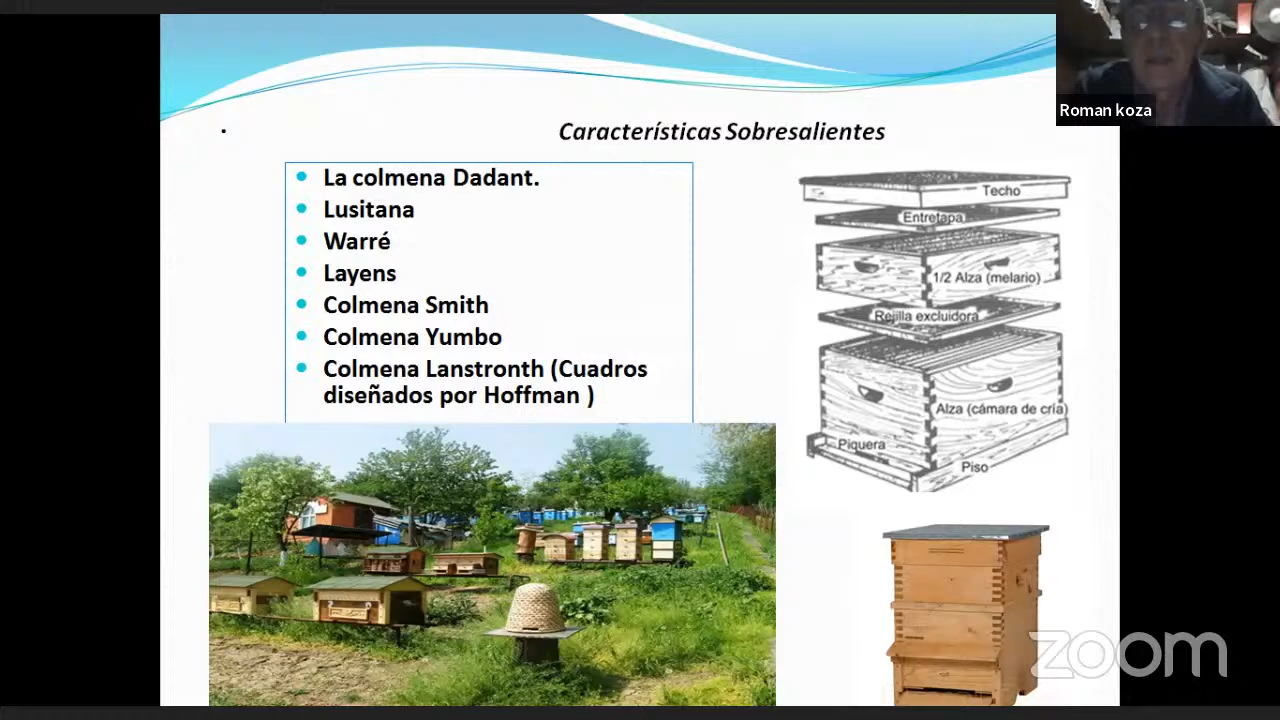 Roman koza
Características Sobresalientes
• La colmena Dadant.
• Lusitana
• Warré
• Layens
• Colmena Smith
• Colmena Yumbo
• Colmena Lanstronth (Cuadros
diseñados por Hoffman )
Techo
Entretapa
1/2 Alza (melario)
Rejilla excluidora
Alza (cámara de cría)
Piquera
Piso
zoom